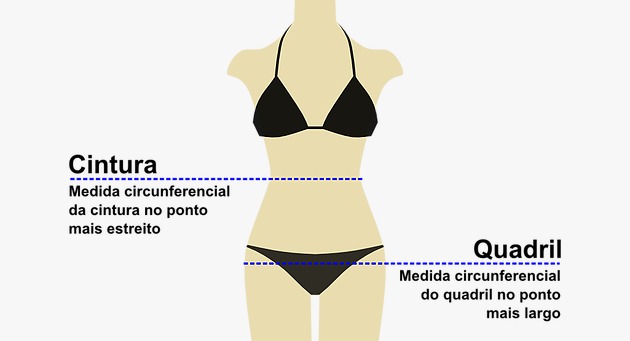 Cintura
Medida circunferencial
da cintura no ponto
mais estreito
Quadril
Medida circunferencial
do quadril no ponto
mais largo